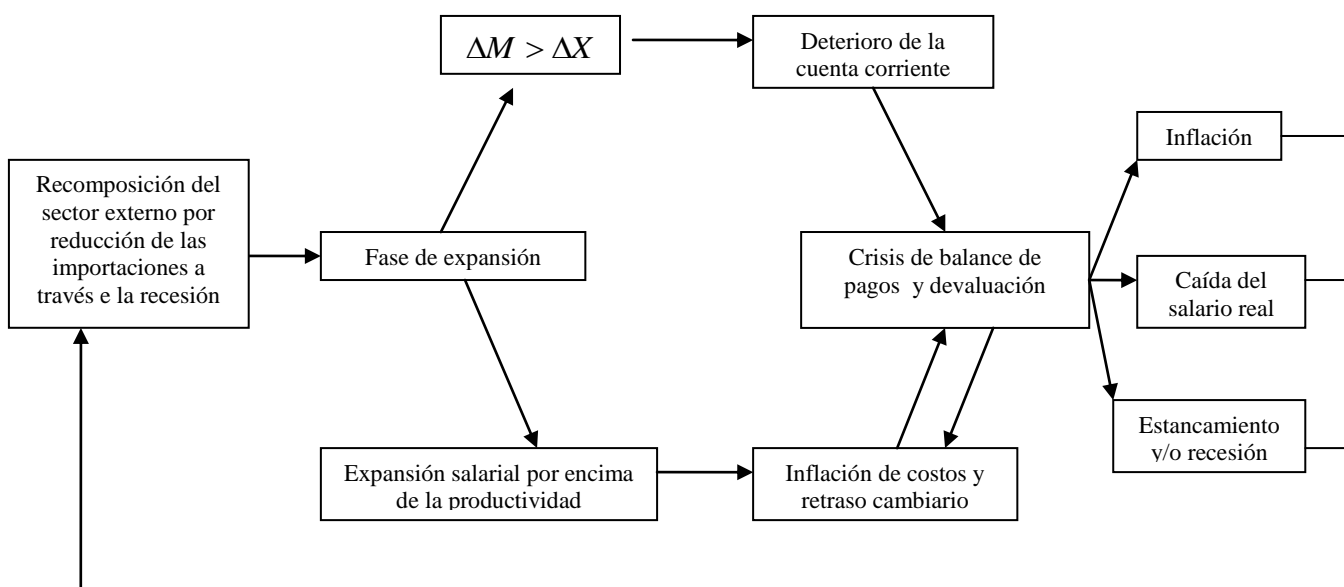 ΔM > ΔX
Deterioro de la
cuenta corriente
Inflación
Recomposición del
sector externo por
reducción de las
importaciones a
través e la recesión
Fase de expansión
Crisis de balance de
pagos y devaluación
Caída del
salario real
Estancamiento
y/o recesión
Expansión salarial por encima
de la productividad
Inflación de costos y
retraso cambiario